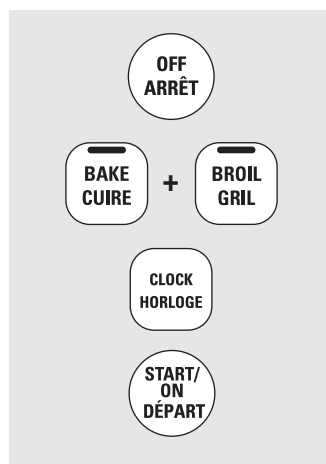 OFF
ARRÊT
BAKE
CUIRE
+
BROIL
GRIL
CLOCK
HORLOGE
START/
ON
DÉPART